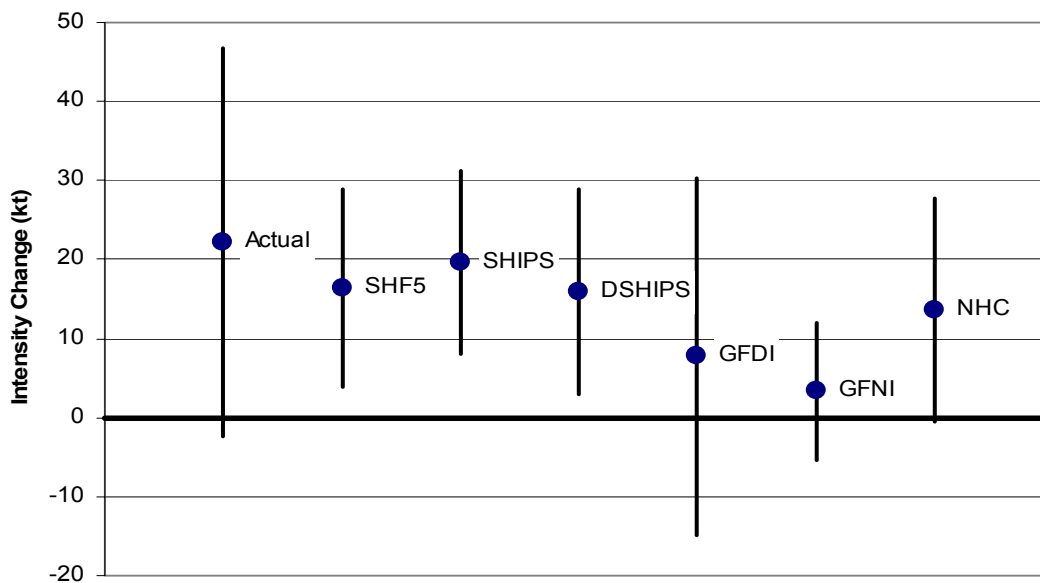 50
40
30
20
10
0
-10
-20
Intensity Change (kt)
Actual
SHF5
SHIPS
DSHIPS
GFDI
GFNI
NHC